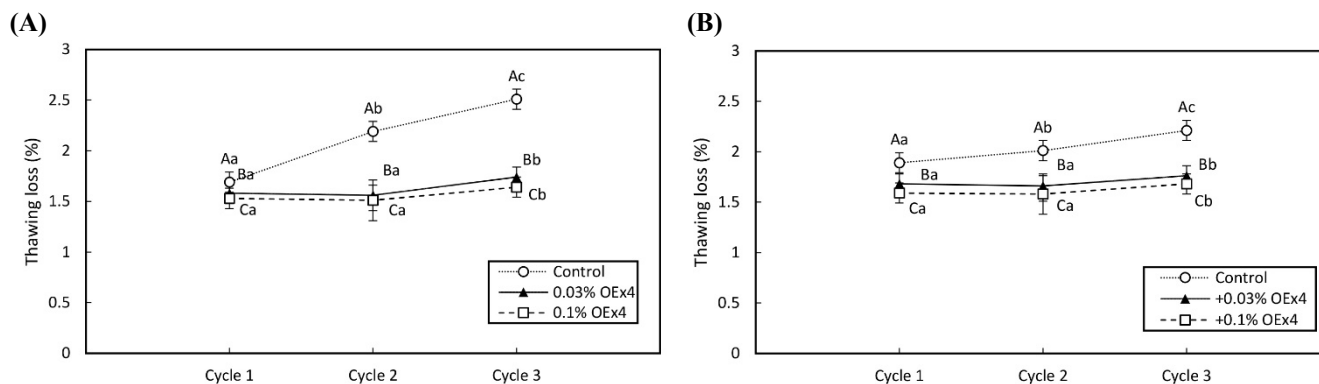 (A)
3
2.5
2
1.5
1
0.5
0
Thawing loss (%)
Aa
Ba
Ca
Ab
Ba
Ca
Ac
Bb
Cb
Control
0.03% OEx4
0.1% OEx4
Cycle 1 Cycle 2 Cycle 3
(B)
3
2.5
2
1.5
1
0.5
0
Thawing loss (%)
Aa
Ba
Ca
Ab
Ba
Ca
Ac
Bb
Cb
Control
+0.03% OEx4
+0.1% OEx4
Cycle 1 Cycle 2 Cycle 3